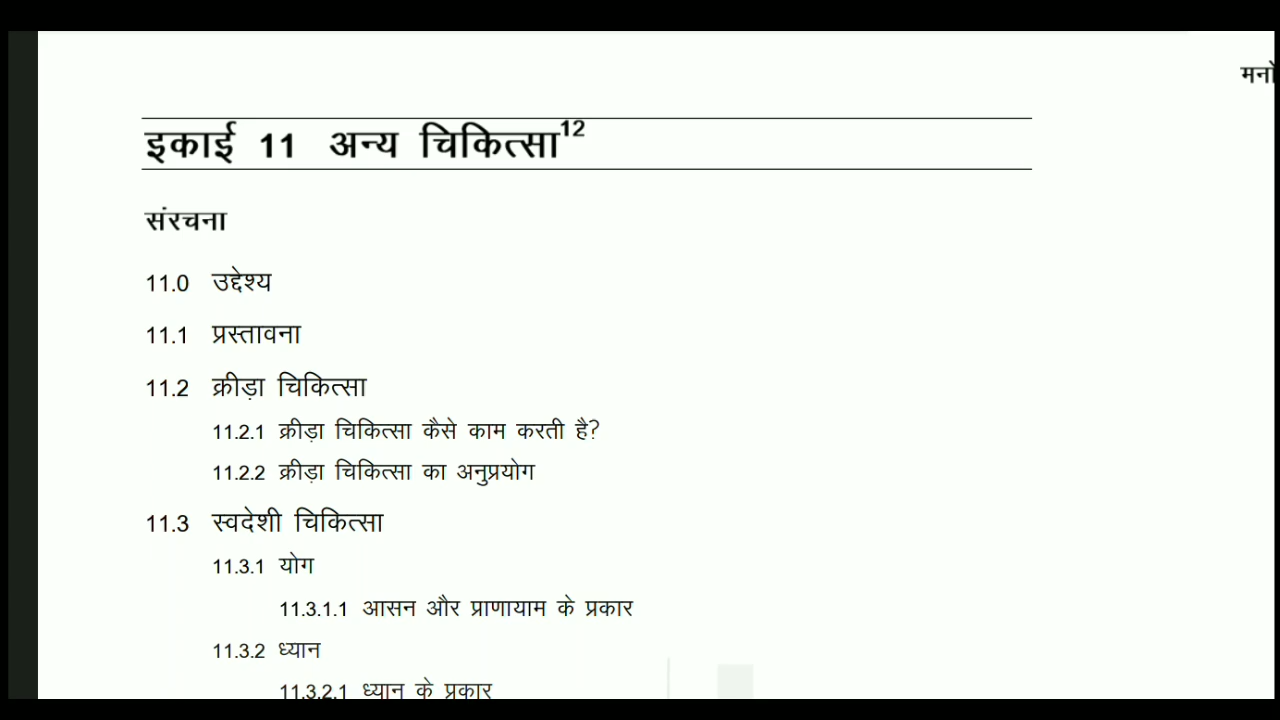 मनो
इकाई 11 अन्य चिकित्सा12
संरचना
11.0 उद्देश्य
11.1 प्रस्तावना
11.2 क्रीड़ा चिकित्सा
11.2.1 क्रीड़ा चिकित्सा कैसे काम करती है?
11.2.2 क्रीड़ा चिकित्सा का अनुप्रयोग
11.3 स्वदेशी चिकित्सा
11.3.1 योग
11.3.1.1 आसन और प्राणायाम के प्रकार
11.3.2 ध्यान
11.3.2.1 ध्यान के प्रकार